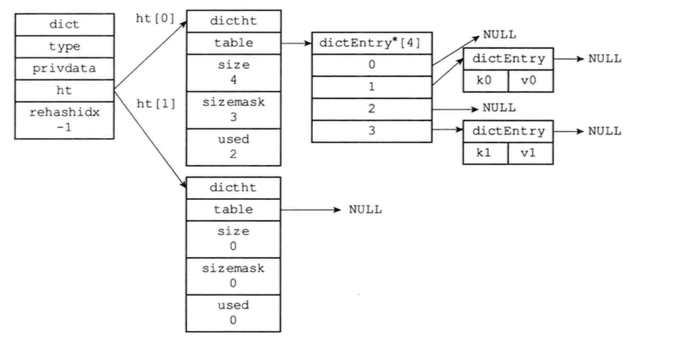 dict
type
privdata
ht
rehashidx
-1
ht[0]
ht[1]
dictht
table
size
4
sizemask
3
used
2
dictEntry*[4]
0
1
2
3
NULL
dictEntry
k0 v0
NULL
NULL
dictEntry
k1 v1
NULL
dictht
table
NULL
size
0
sizemask
0
used
0